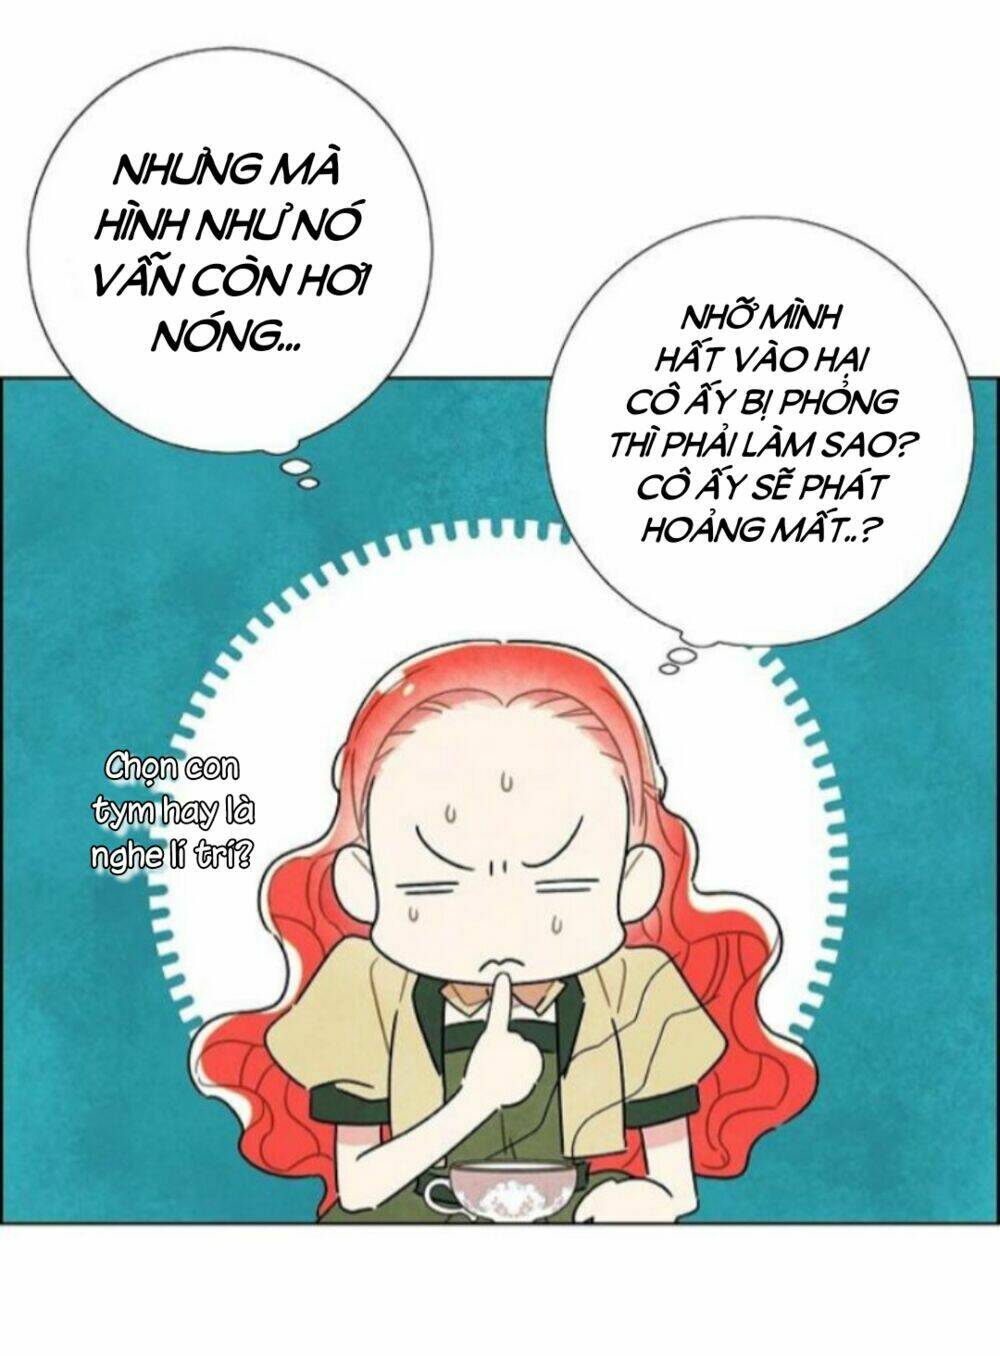 NHƯNG MÀ
HÌNH NHƯ NÓ
VẪN CÒN HƠI
NÓNG...
NHỠ MÌNH
HẤT VÀO HẠI
CÔ ẤY BỊ PHỎNG
THÌ PHẢI LÀM SAO?
CÔ ẤY SẼ PHÁT
HOẢNG MẤT..?
Chọn con
tym hay là
nghe lí trí?